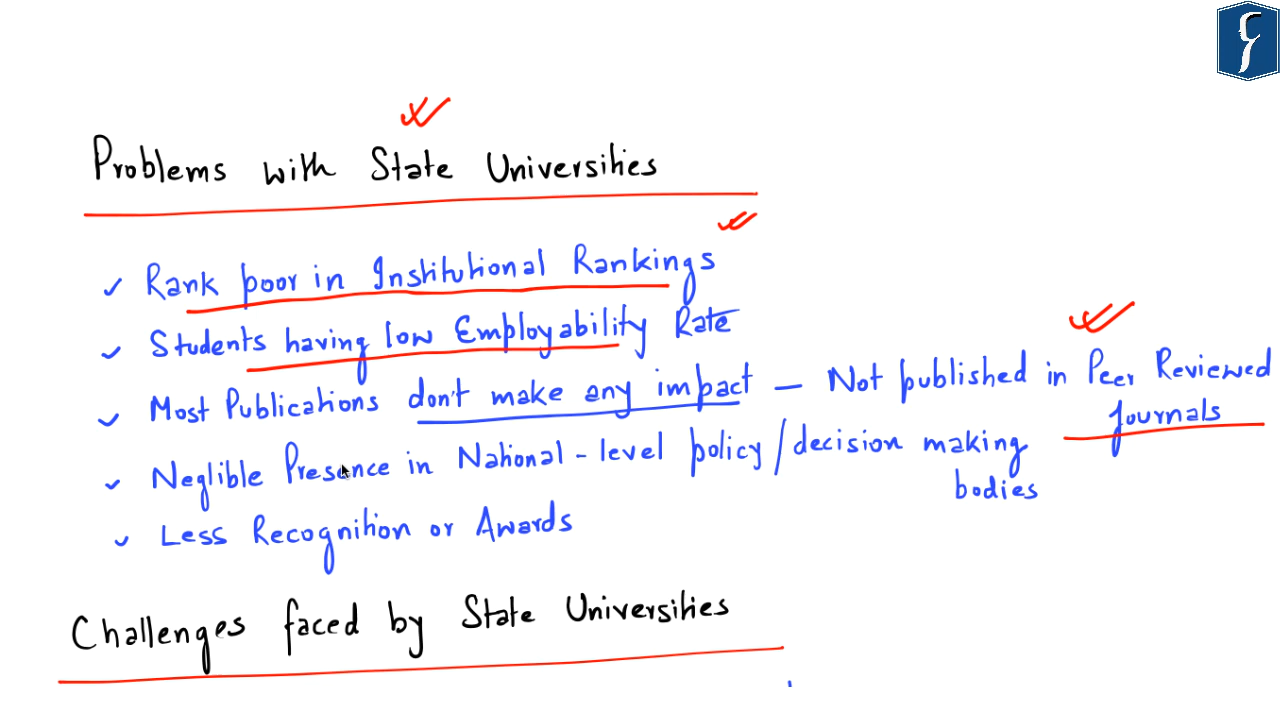 Problems with State Universities
Rank poor in Institutional Rankings
Students having low Employability Rate
Most Publications don't make any impact – Not published in Peer Reviewed
Journals
Neglible Presence in National-level policy/decision making
bodies
Less Recognition or Awards
Challenges faced by State Universities